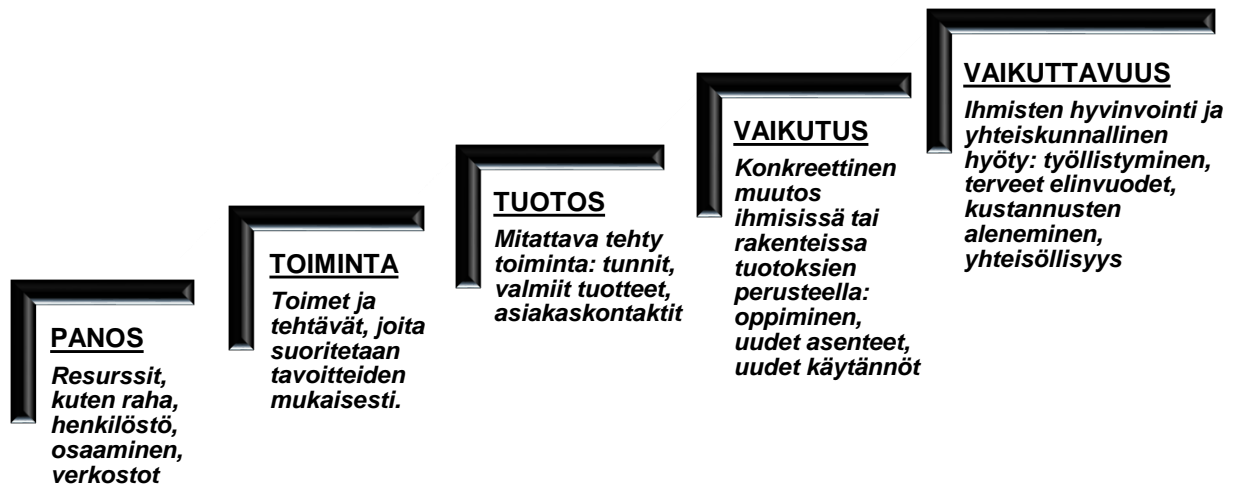 PANOS
Resurssit,
kuten raha,
henkilöstö,
osaaminen,
verkostot
TOIMINTA
Toimet ja
tehtävät, joita
suoritetaan
tavoitteiden
mukaisesti.
TUOTOS
Mitattava tehty
toiminta: tunnit,
valmiit tuotteet,
asiakaskontaktit
VAIKUTUS
Konkreettinen
muutos
ihmisissä tai
rakenteissa
tuotoksien
perusteella:
oppiminen,
uudet asenteet,
uudet käytännöt
VAIKUTTAVUUS
Ihmisten hyvinvointi ja
yhteiskunnallinen
hyöty: työllistyminen,
terveet elinvuodet,
kustannusten
aleneminen,
yhteisöllisyys